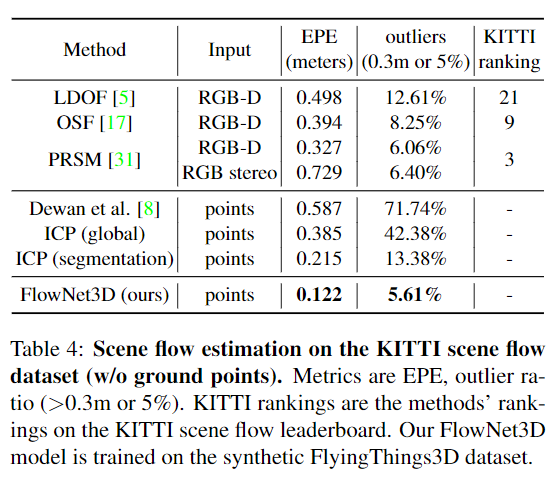 Method Input EPE (meters) outliers (0.3m or 5%) KITTI ranking
LDOF [5] RGB-D 0.498 12.61% 21
OSF [17] RGB-D 0.394 8.25% 9
PRSM [31] RGB-D 0.327 6.06% 3
RGB stereo 0.729 6.40%
Dewan et al. [8] points 0.587 71.74% -
ICP (global) points 0.385 42.38% -
ICP (segmentation) points 0.215 13.38% -
FlowNet3D (ours) points 0.122 5.61% -
Table 4: Scene flow estimation on the KITTI scene flow
dataset (w/o ground points). Metrics are EPE, outlier ra-
tio (>0.3m or 5%). KITTI rankings are the methods' rank-
ings on the KITTI scene flow leaderboard. Our FlowNet3D
model is trained on the synthetic FlyingThings3D dataset.